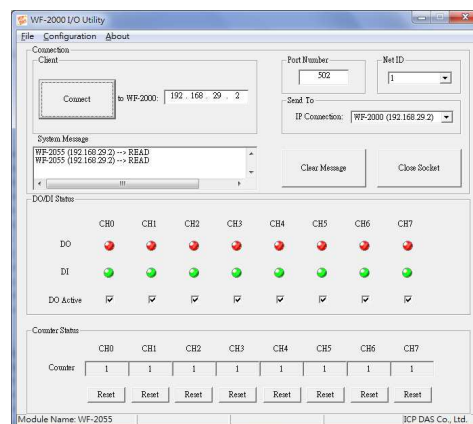 WF-2000 I/O Utility
File Configuration About
Connection
Client
Connect
to WF-2000:
192 . 168 . 29 . 2
Port Number
502
Net ID
1
Send To
IP Connection:
WF-2000 (192.168.29.2)
System Message
WF-2055 (192.168.29.2) --> READ
WF-2055 (192.168.29.2) --> READ
Clear Message
Close Socket
DO/DI Status
CH0 CH1 CH2 CH3 CH4 CH5 CH6 CH7
DO
DI
DO Active
Counter Status
CH0 CH1 CH2 CH3 CH4 CH5 CH6 CH7
Counter 1 1 1 1 1 1 1 1
Reset Reset Reset Reset Reset Reset Reset Reset
Module Name: WF-2055
ICP DAS Co., Ltd.